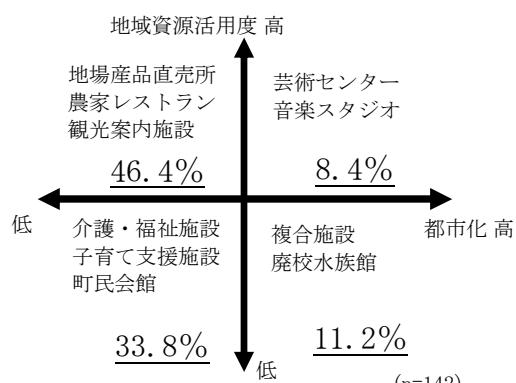 地域資源活用度 高
地場産品直売所
農家レストラン
観光案内施設
46.4%
芸術センター
音楽スタジオ
8.4%
低
都市化 高
介護・福祉施設
子育て支援施設
町民会館
33.8%
複合施設
廃校水族館
11.2%
低
(n=142)